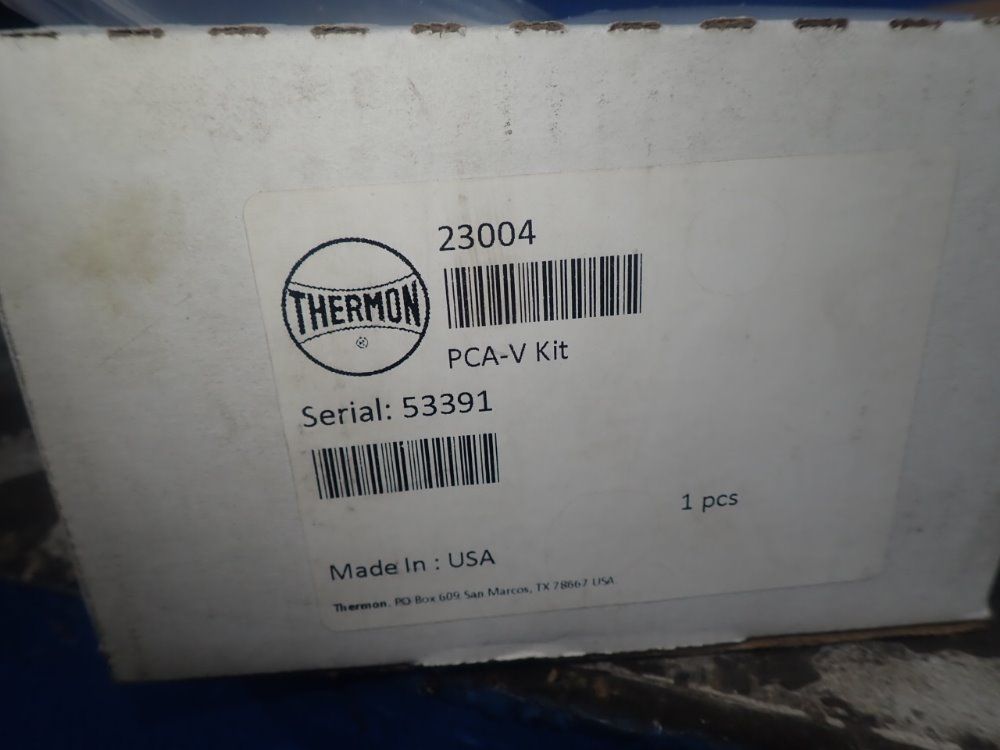 23004
THERMON
®
PCA-V Kit
Serial: 53391
1 pcs
Made In : USA
Thermon. PO Box 609 San Marcos, TX 78667 USA